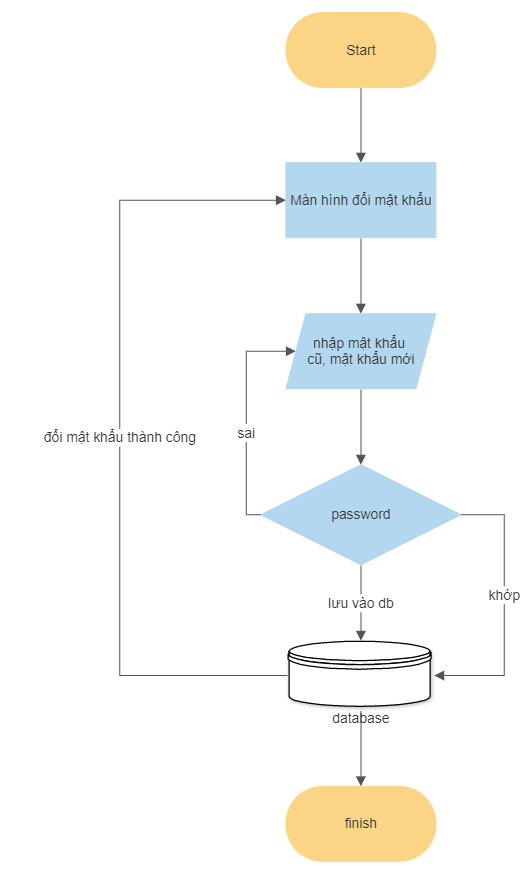 Start
Màn hình đổi mật khẩu
nhập mật khẩu
cũ, mật khẩu mới
đổi mật khẩu thành công
sai
password
khớp
lưu vào db
database
finish